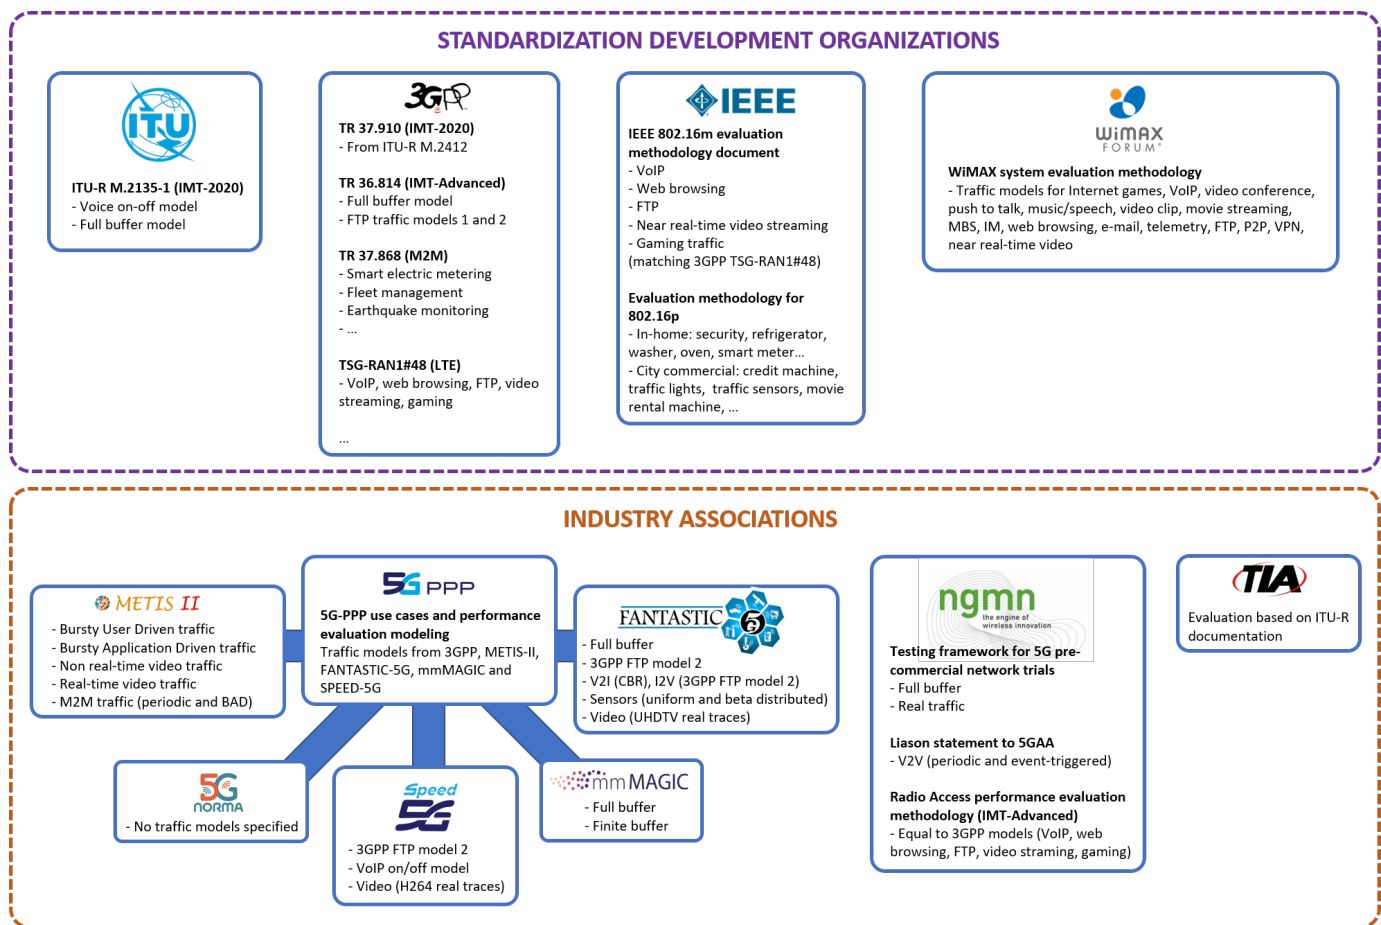 STANDARDIZATION DEVELOPMENT ORGANIZATIONS
ITU
ITU-R M.2135-1 (IMT-2020)
- Voice on-off model
- Full buffer model
3GPP
TR 37.910 (IMT-2020)
- From ITU-R M.2412
TR 36.814 (IMT-Advanced)
- Full buffer model
- FTP traffic models 1 and 2
TR 37.868 (M2M)
- Smart electric metering
- Fleet management
- Earthquake monitoring
- ...
TSG-RAN1#48 (LTE)
- VoIP, web browsing, FTP, video
streaming, gaming
...
IEEE
IEEE 802.16m evaluation
methodology document
- VoIP
- Web browsing
- FTP
- Near real-time video streaming
- Gaming traffic
(matching 3GPP TSG-RAN1#48)
Evaluation methodology for
802.16p
- In-home: security, refrigerator,
washer, oven, smart meter...
- City commercial: credit machine,
traffic lights,  traffic sensors, movie
rental machine, ...
WiMAX
FORUM®
WiMAX system evaluation methodology
- Traffic models for Internet games, VoIP, video conference,
push to talk, music/speech, video clip, movie streaming,
MBS, IM, web browsing, e-mail, telemetry, FTP, P2P, VPN,
near real-time video
INDUSTRY ASSOCIATIONS
METIS II
- Bursty User Driven traffic
- Bursty Application Driven traffic
- Non real-time video traffic
- Real-time video traffic
- M2M traffic (periodic and BAD)
5G PPP
5G-PPP use cases and performance
evaluation modeling
Traffic models from 3GPP, METIS-II,
FANTASTIC-5G, mmMAGIC and
SPEED-5G
FANTASTIC 5G
- Full buffer
- 3GPP FTP model 2
- V2I (CBR), I2V (3GPP FTP model 2)
- Sensors (uniform and beta distributed)
- Video (UHDTV real traces)
5G
NORMA
- No traffic models specified
Speed
5G
- 3GPP FTP model 2
- VoIP on/off model
- Video (H264 real traces)
mmMAGIC
- Full buffer
- Finite buffer
ngmn
the engine of
wireless innovation
Testing framework for 5G pre-
commercial network trials
- Full buffer
- Real traffic
Liason statement to 5GAA
- V2V (periodic and event-triggered)
Radio Access performance evaluation
methodology (IMT-Advanced)
- Equal to 3GPP models (VoIP, web
browsing, FTP, video straming, gaming)
TIA
Evaluation based on ITU-R
documentation